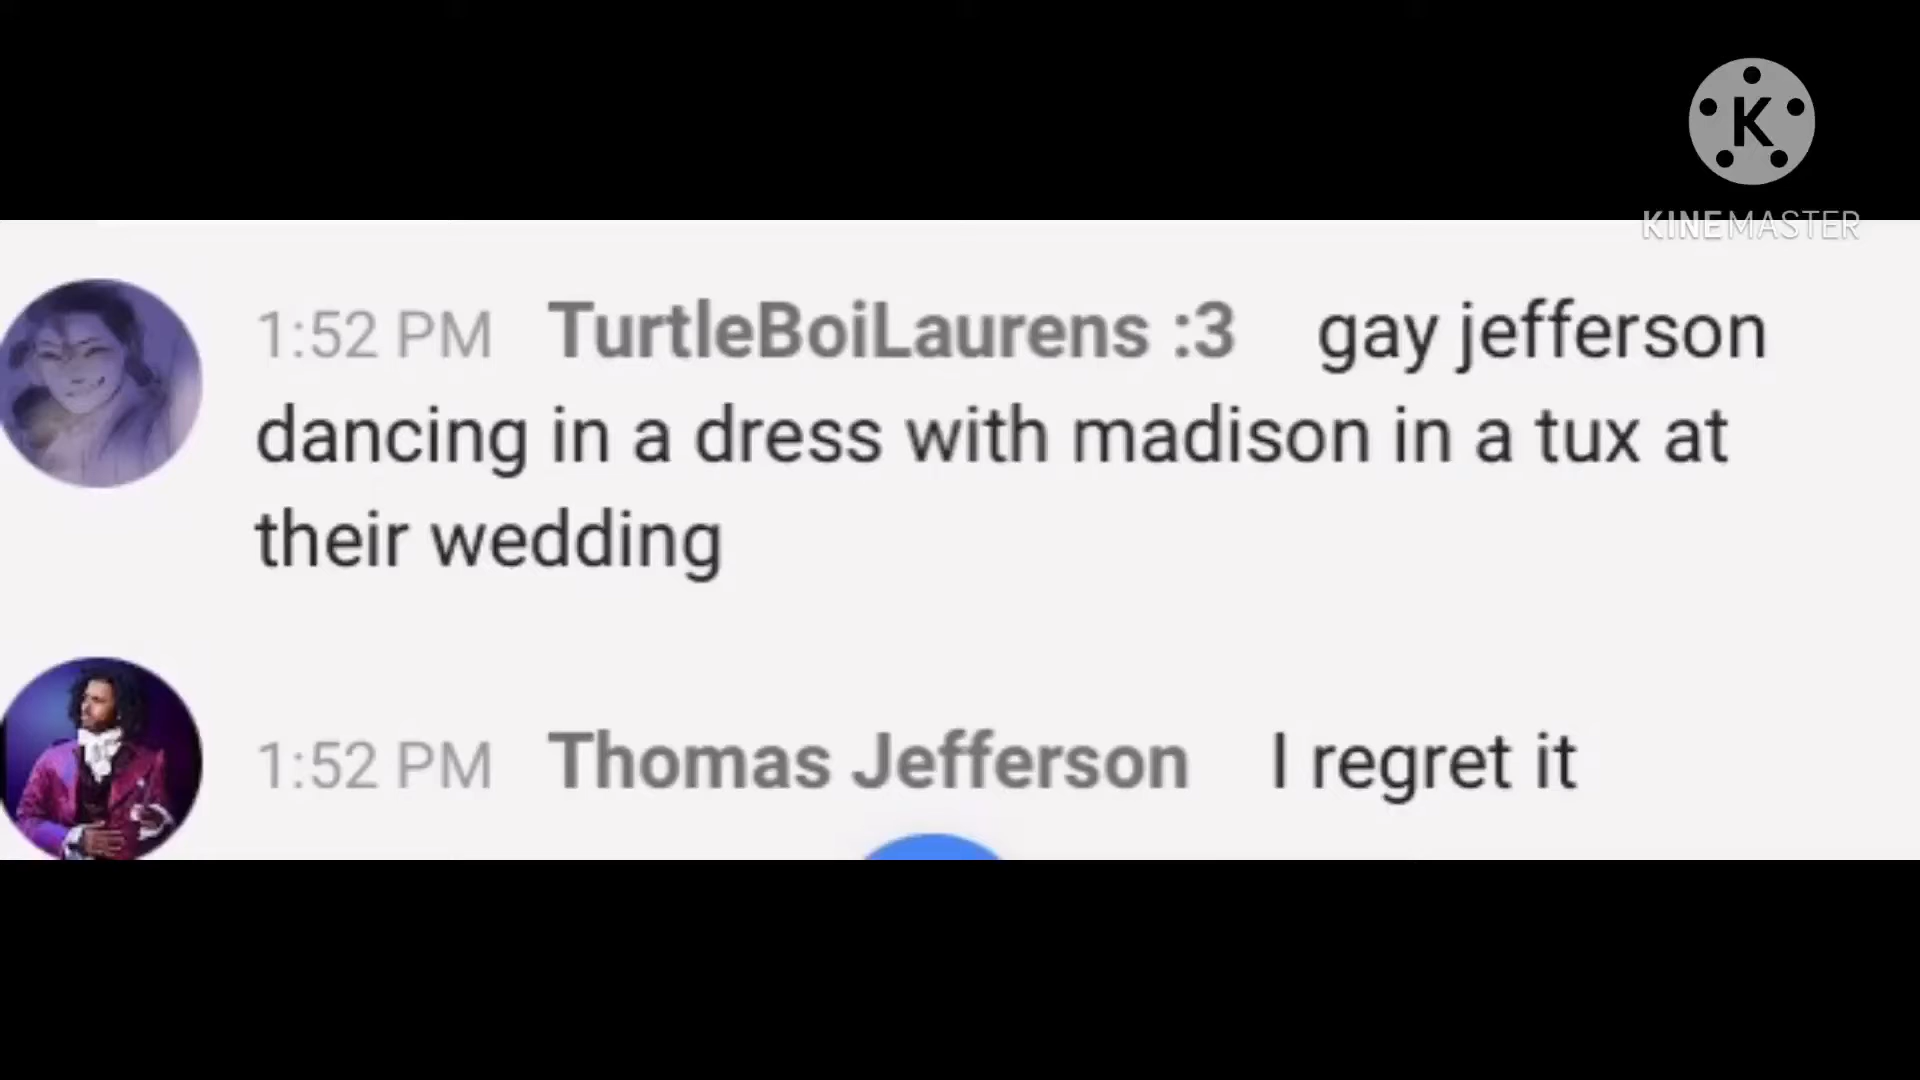 K
KINEMASTER
1:52 PM TurtleBoiLaurens :3 gay jefferson
dancing in a dress with madison in a tux at
their wedding
1:52 PM Thomas Jefferson I regret it